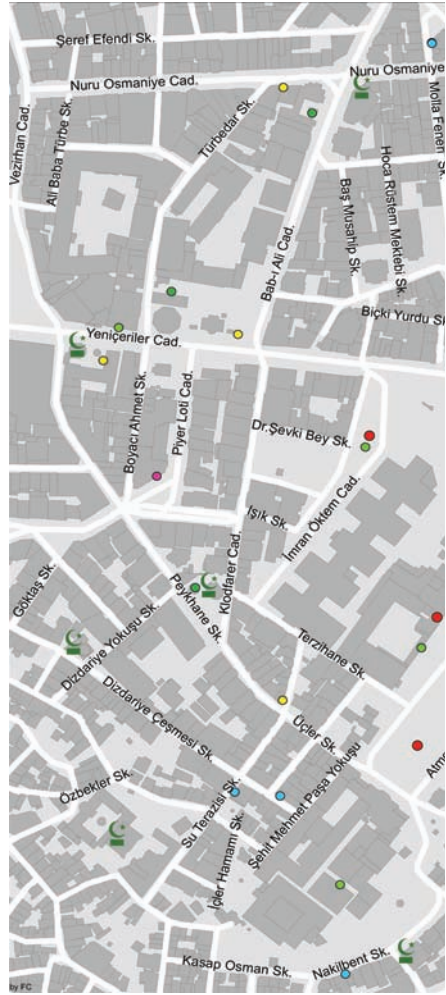 Şeref Efendi Sk.
Nuru Osmaniye Cad.
Nuru Osmaniye
Molla Fenen Sk.
Vezirhan Cad.
Ali Baba Türbe Sk.
Türbedar Sk.
Hoca Rüstem Mektebi Sk.
Baş Musahip Sk.
Bab-ı Ali Cad.
Biçki Yurdu Sk
Yeniçeriler Cad.
Boyacı Ahmet Sk.
Piyer Loti Cad.
Dr.Şevki Bey Sk.
Işik Sk.
İmran Öktem Cad.
Klodfarer Cad.
Göktaş Sk.
Peykhane Sk.
Dizdariye Yokuşu Sk.
Terzihane Sk.
Dizdariye Çeşmesi Sk.
Üçler Sk.
Atme
Özbekler Sk.
Su Terazisi Sk.
Şehit Mehmet Paşa Yokuşu
İçler Hamamı Sk.
Kasap Osman Sk.
Nakilbent Sk.
by FC